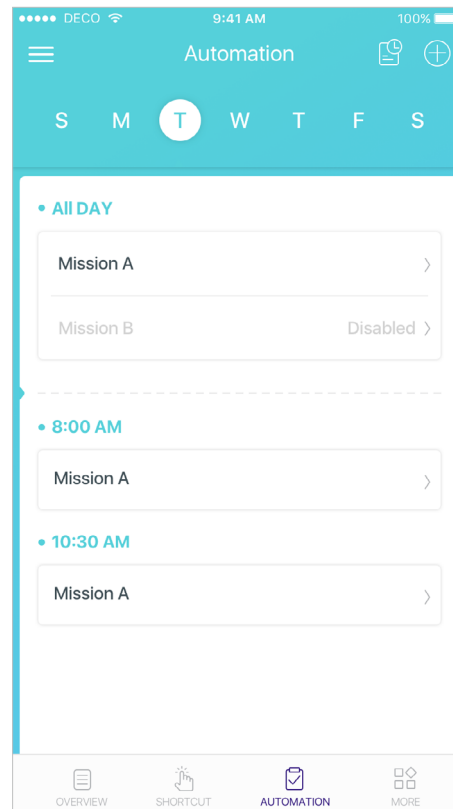 DECO 9:41 AM 100%
Automation
S M T W T F S
All DAY
Mission A
Mission B Disabled
8:00 AM
Mission A
10:30 AM
Mission A
OVERVIEW SHORTCUT AUTOMATION MORE